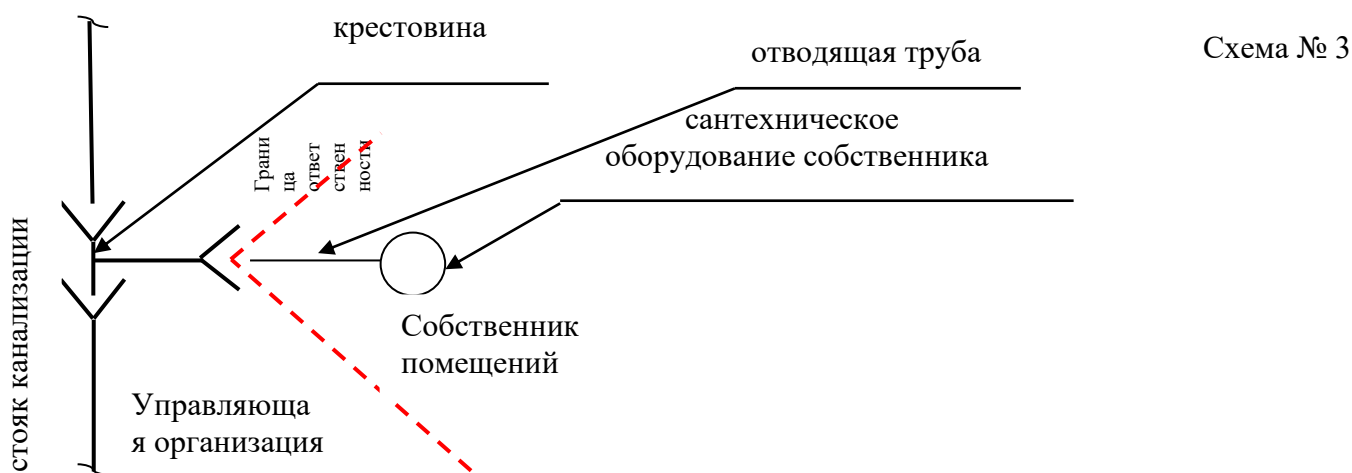 крестовина
Схема № 3
отводящая труба
сантехническое
оборудование собственника
Грани
ца
ответ
ствен
ности
стояк канализации
Собственник
помещений
Управляюща
я организация